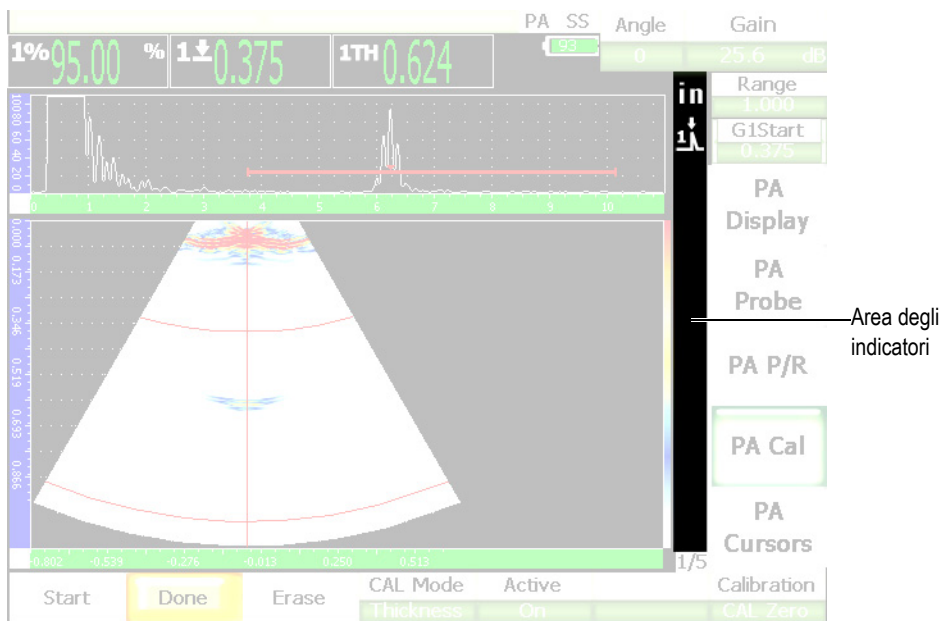 PA SS
Angle
0
Gain
25.6 dB
1% 95.00 %
1 0.375
1TH 0.624
93
in
1
Range
1.000
G1Start
0.375
PA
Display
PA
Probe
PA P/R
PA Cal
PA
Cursors
100 80 60 40 20 0
0 1 2 3 4 5 6 7 8 9 10
0.000 0.173 0.346 0.519 0.693 0.866
-0.802 -0.539 -0.276 -0.013 0.250 0.513
1/5
Area degli
indicatori
Start
Done
Erase
CAL Mode
Thickness
Active
On
Calibration
CAL Zero